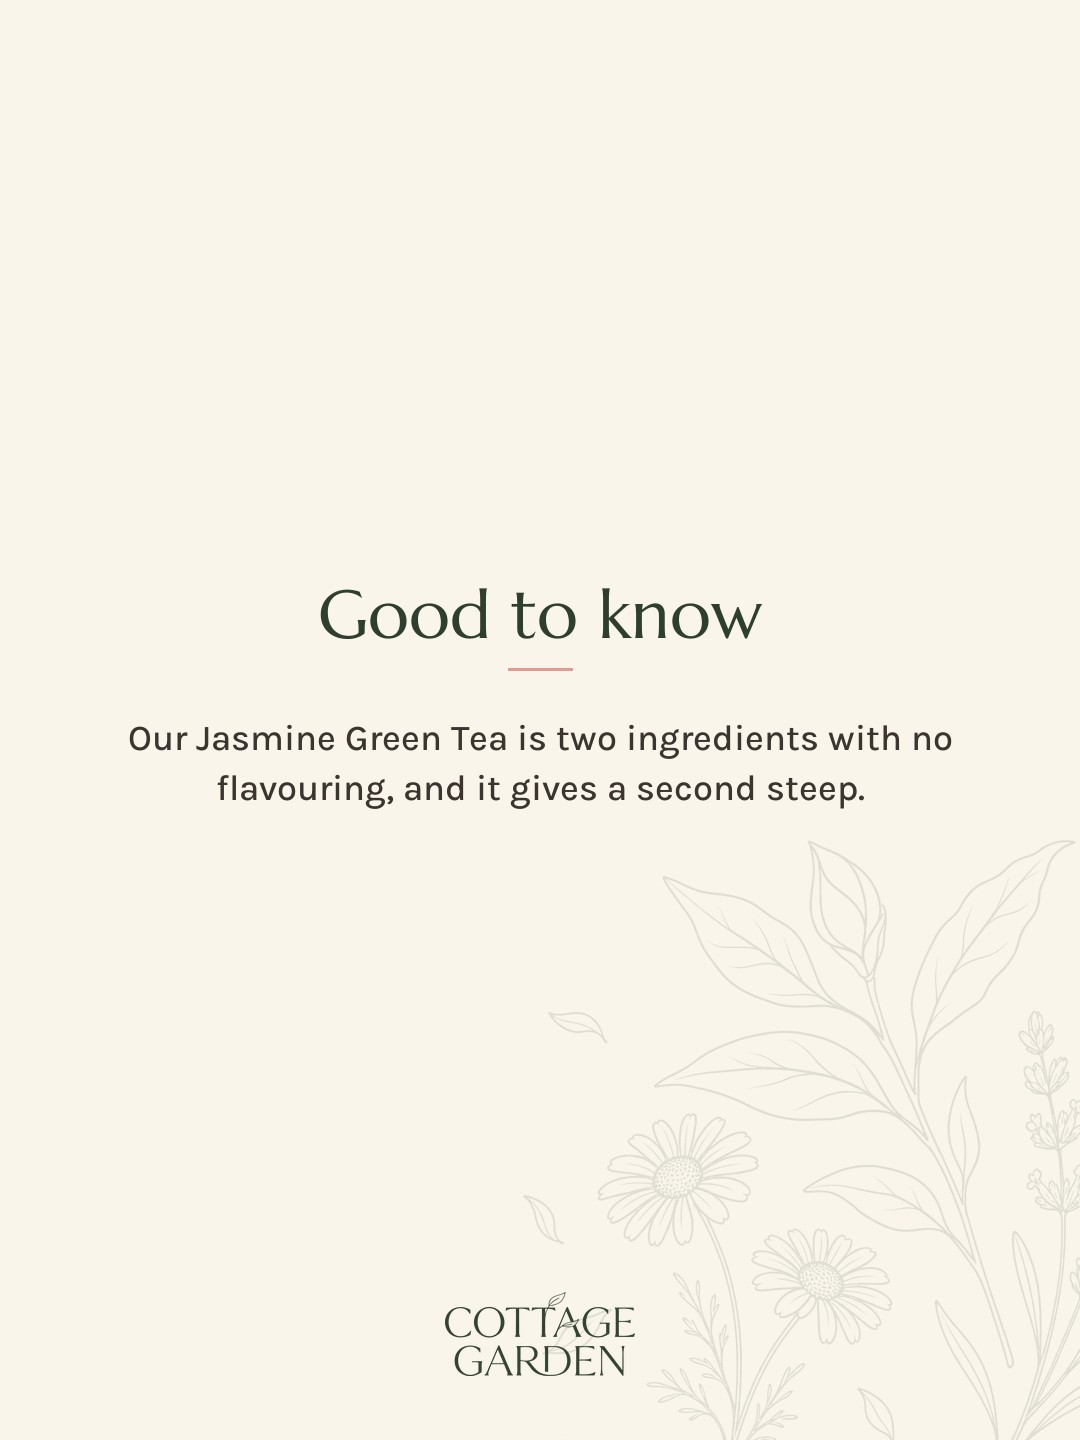 Good to know
Our Jasmine Green Tea is two ingredients with no
flavouring, and it gives a second steep.
COTTAGE
GARDEN